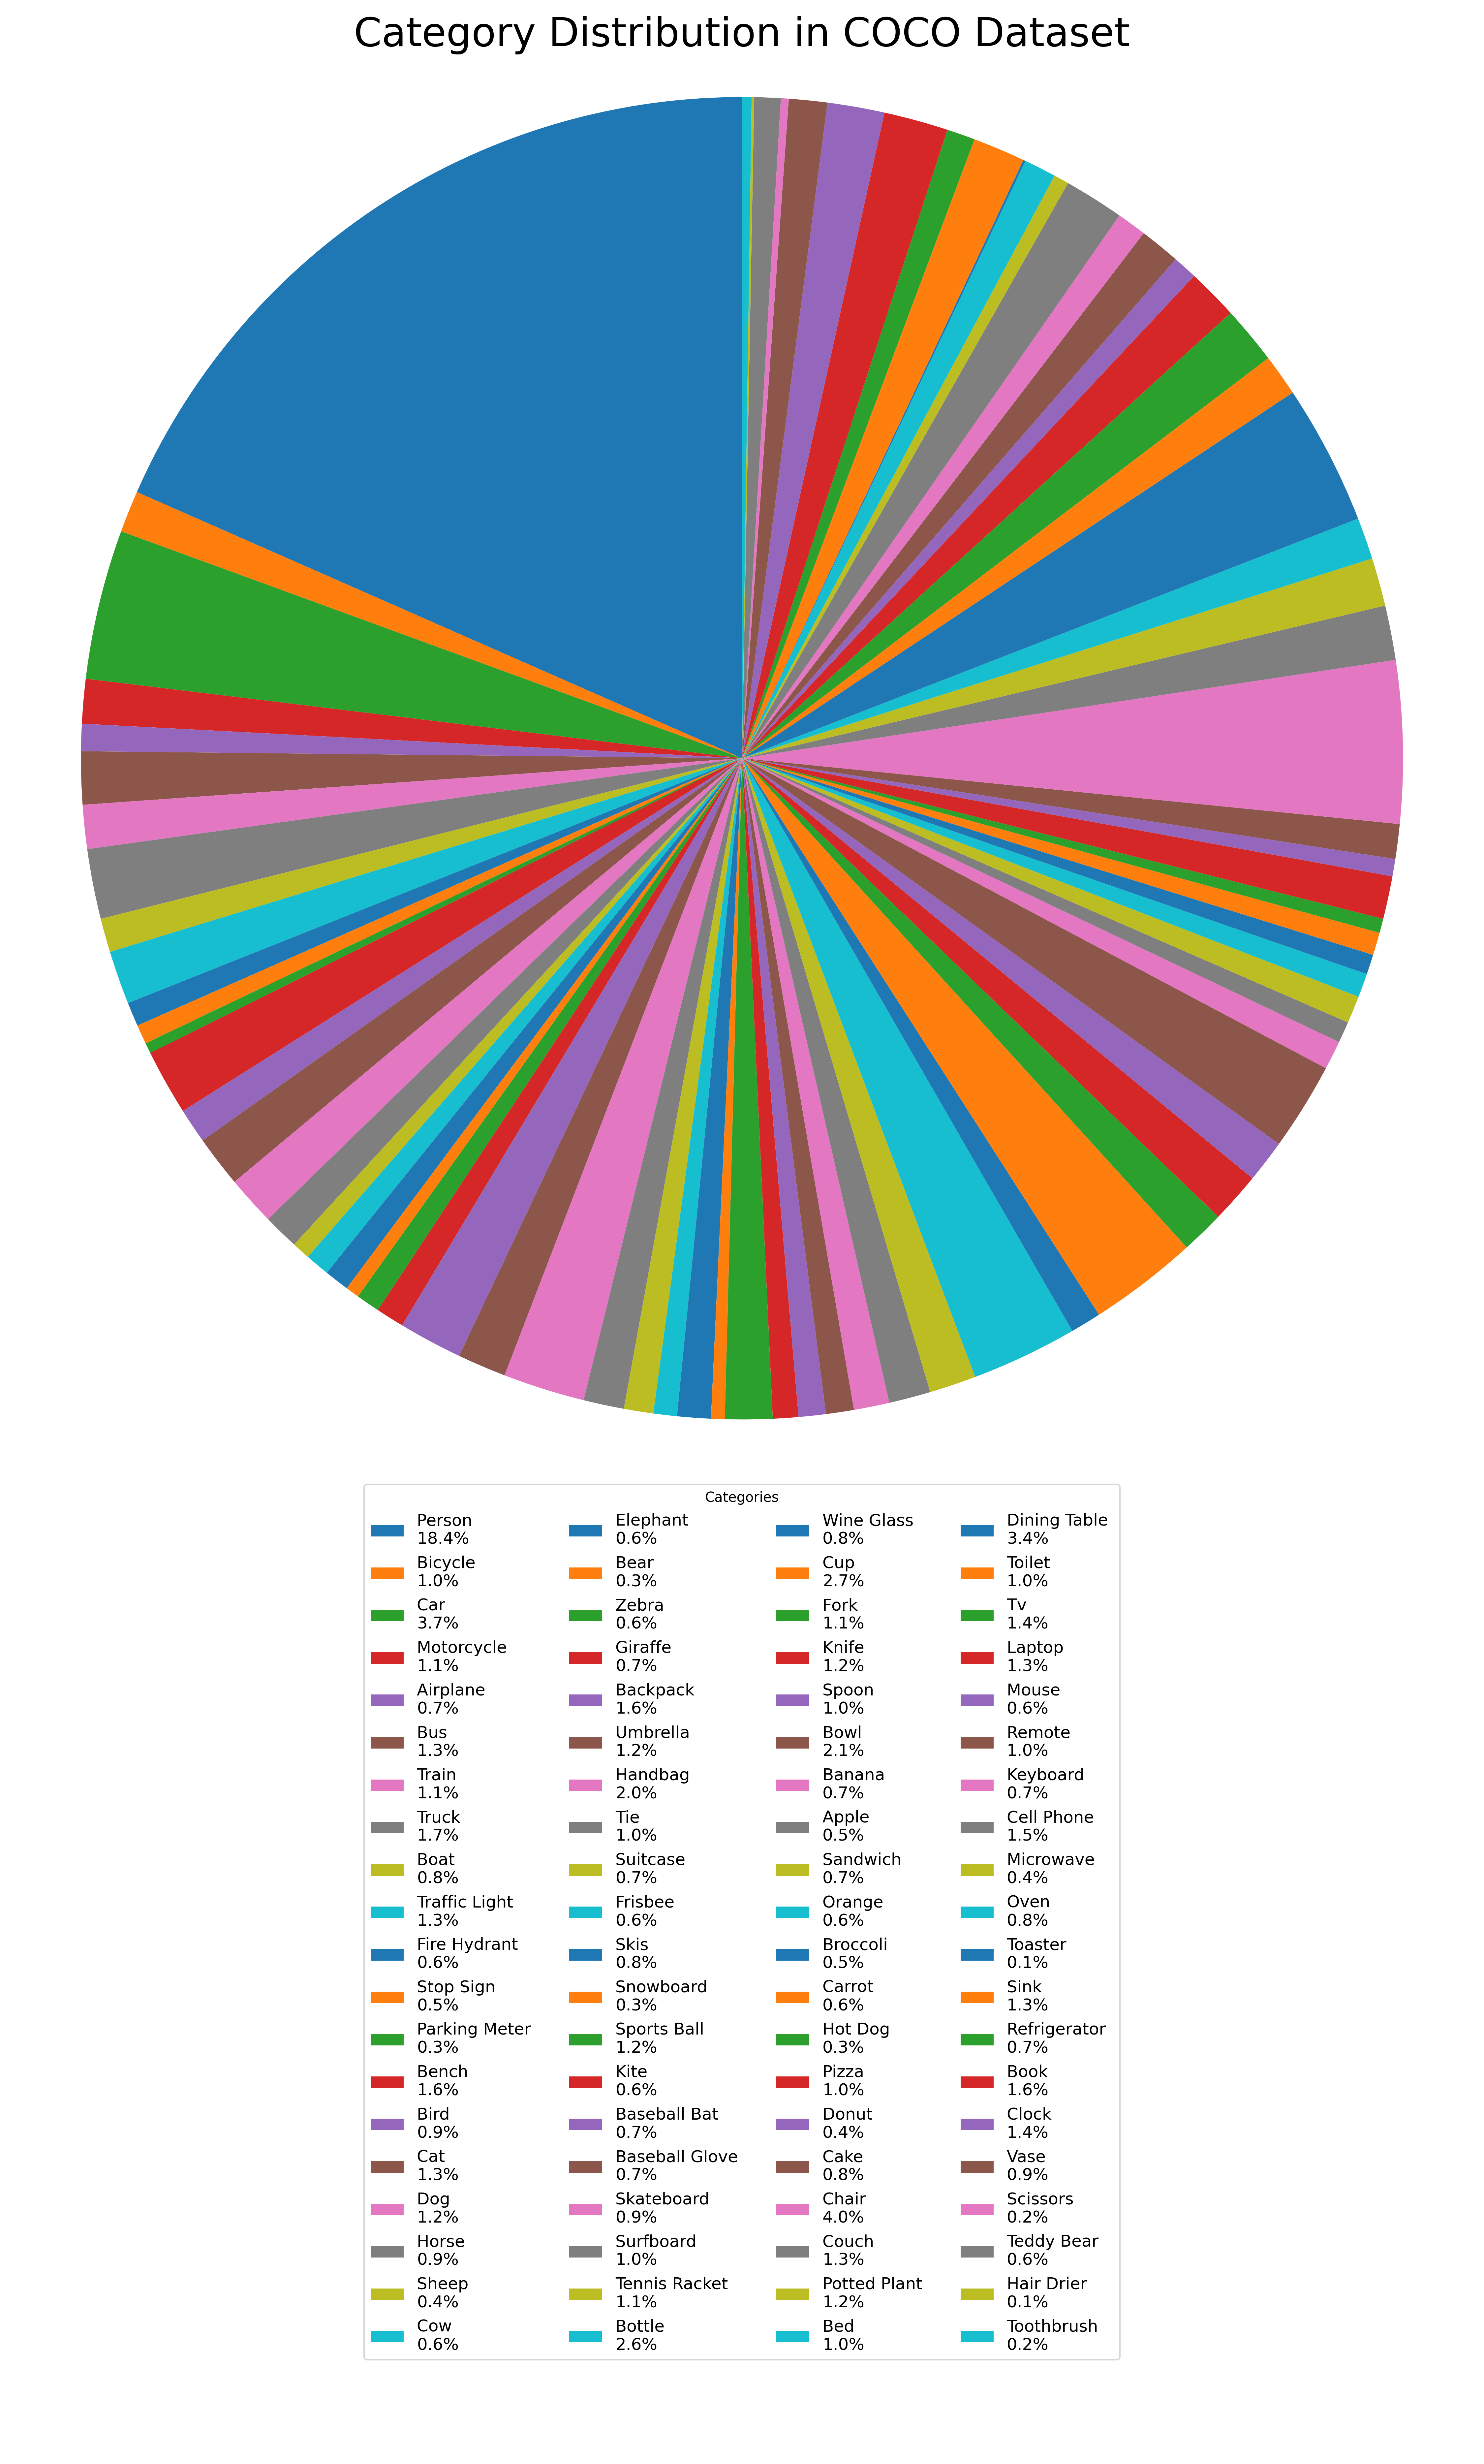 Category Distribution in COCO Dataset
Categories
Person
18.4%
Bicycle
1.0%
Car
3.7%
Motorcycle
1.1%
Airplane
0.7%
Bus
1.3%
Train
1.1%
Truck
1.7%
Boat
0.8%
Traffic Light
1.3%
Fire Hydrant
0.6%
Stop Sign
0.5%
Parking Meter
0.3%
Bench
1.6%
Bird
0.9%
Cat
1.3%
Dog
1.2%
Horse
0.9%
Sheep
0.4%
Cow
0.6%
Elephant
0.6%
Bear
0.3%
Zebra
0.6%
Giraffe
0.7%
Backpack
1.6%
Umbrella
1.2%
Handbag
2.0%
Tie
1.0%
Suitcase
0.7%
Frisbee
0.6%
Skis
0.8%
Snowboard
0.3%
Sports Ball
1.2%
Kite
0.6%
Baseball Bat
0.7%
Baseball Glove
0.7%
Skateboard
0.9%
Surfboard
1.0%
Tennis Racket
1.1%
Bottle
2.6%
Wine Glass
0.8%
Cup
2.7%
Fork
1.1%
Knife
1.2%
Spoon
1.0%
Bowl
2.1%
Banana
0.7%
Apple
0.5%
Sandwich
0.7%
Orange
0.6%
Broccoli
0.5%
Carrot
0.6%
Hot Dog
0.3%
Pizza
1.0%
Donut
0.4%
Cake
0.8%
Chair
4.0%
Couch
1.3%
Potted Plant
1.2%
Bed
1.0%
Dining Table
3.4%
Toilet
1.0%
Tv
1.4%
Laptop
1.3%
Mouse
0.6%
Remote
1.0%
Keyboard
0.7%
Cell Phone
1.5%
Microwave
0.4%
Oven
0.8%
Toaster
0.1%
Sink
1.3%
Refrigerator
0.7%
Book
1.6%
Clock
1.4%
Vase
0.9%
Scissors
0.2%
Teddy Bear
0.6%
Hair Drier
0.1%
Toothbrush
0.2%